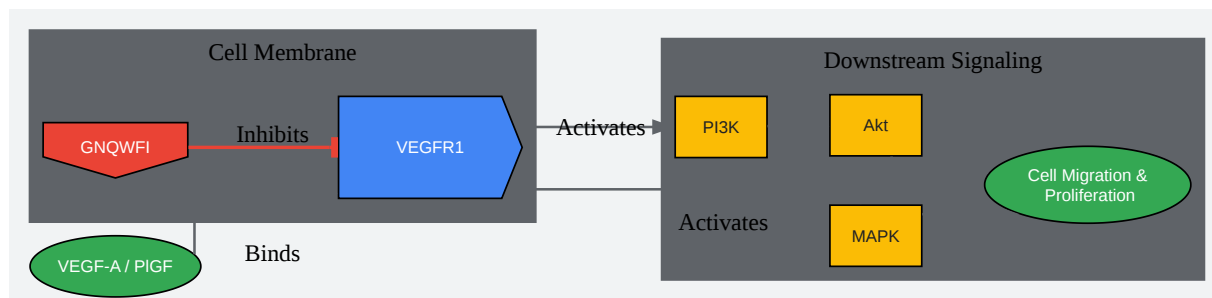 Cell Membrane
GNQWFI
Inhibits
VEGFR1
VEGF-A / PlGF
Binds
Activates
Activates
Downstream Signaling
PI3K
Akt
MAPK
Cell Migration &
Proliferation